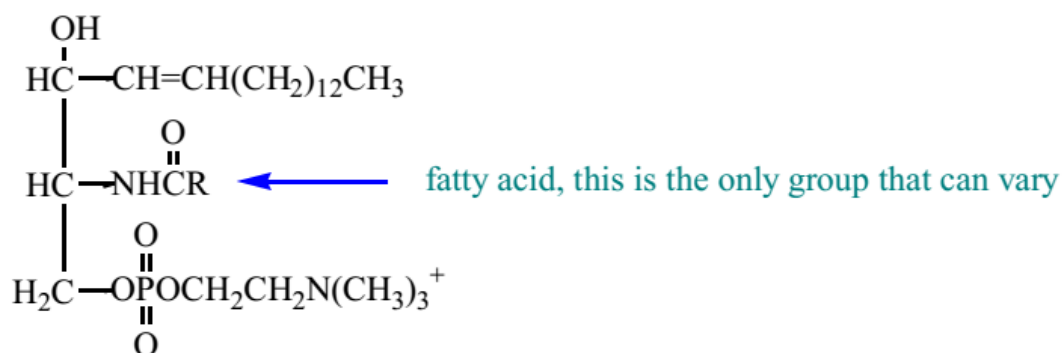 OH
HC—CH=CH(CH₂)₁₂CH₃
O
HC—NHCR fatty acid, this is the only group that can vary
O
H₂C—OPOCH₂CH₂N(CH₃)₃⁺
O